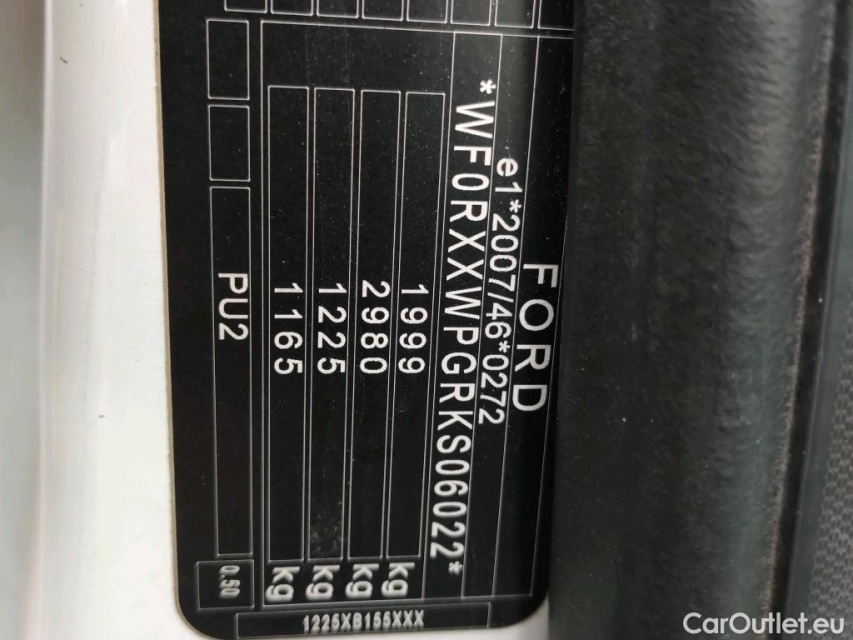 FORD
e1*2007/46*0272
*WF0RXXWPGRKS06022*
1999 kg
2980 kg
1225 kg
1165 kg
PU2 0.50
1225XB155XXX
CarOutlet.eu